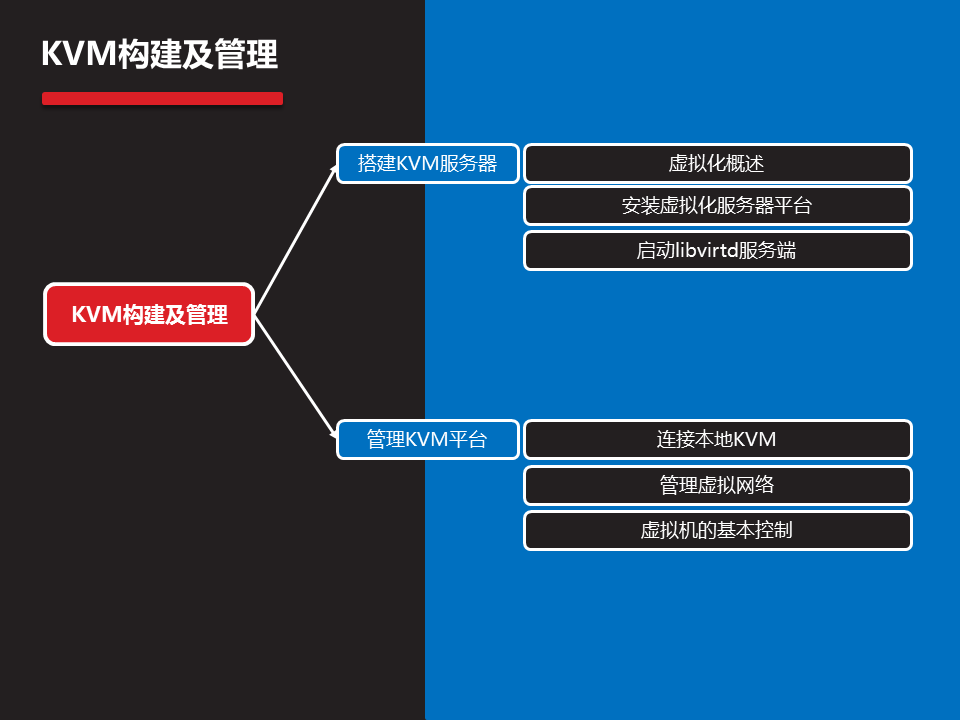 KVM构建及管理
搭建KVM服务器
虚拟化概述
安装虚拟化服务器平台
启动libvirtd服务端
KVM构建及管理
管理KVM平台
连接本地KVM
管理虚拟网络
虚拟机的基本控制